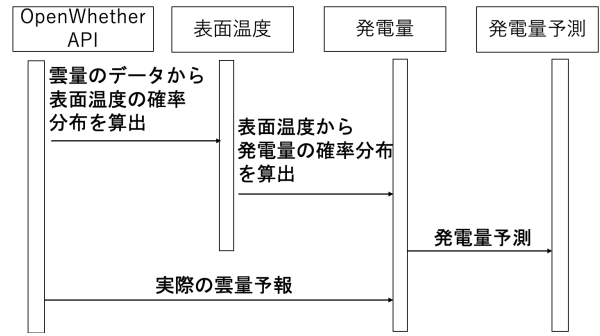 OpenWhether
API
表面温度
発電量
発電量予測
雲量のデータから
表面温度の確率
分布を算出
表面温度から
発電量の確率分布
を算出
発電量予測
実際の雲量予報